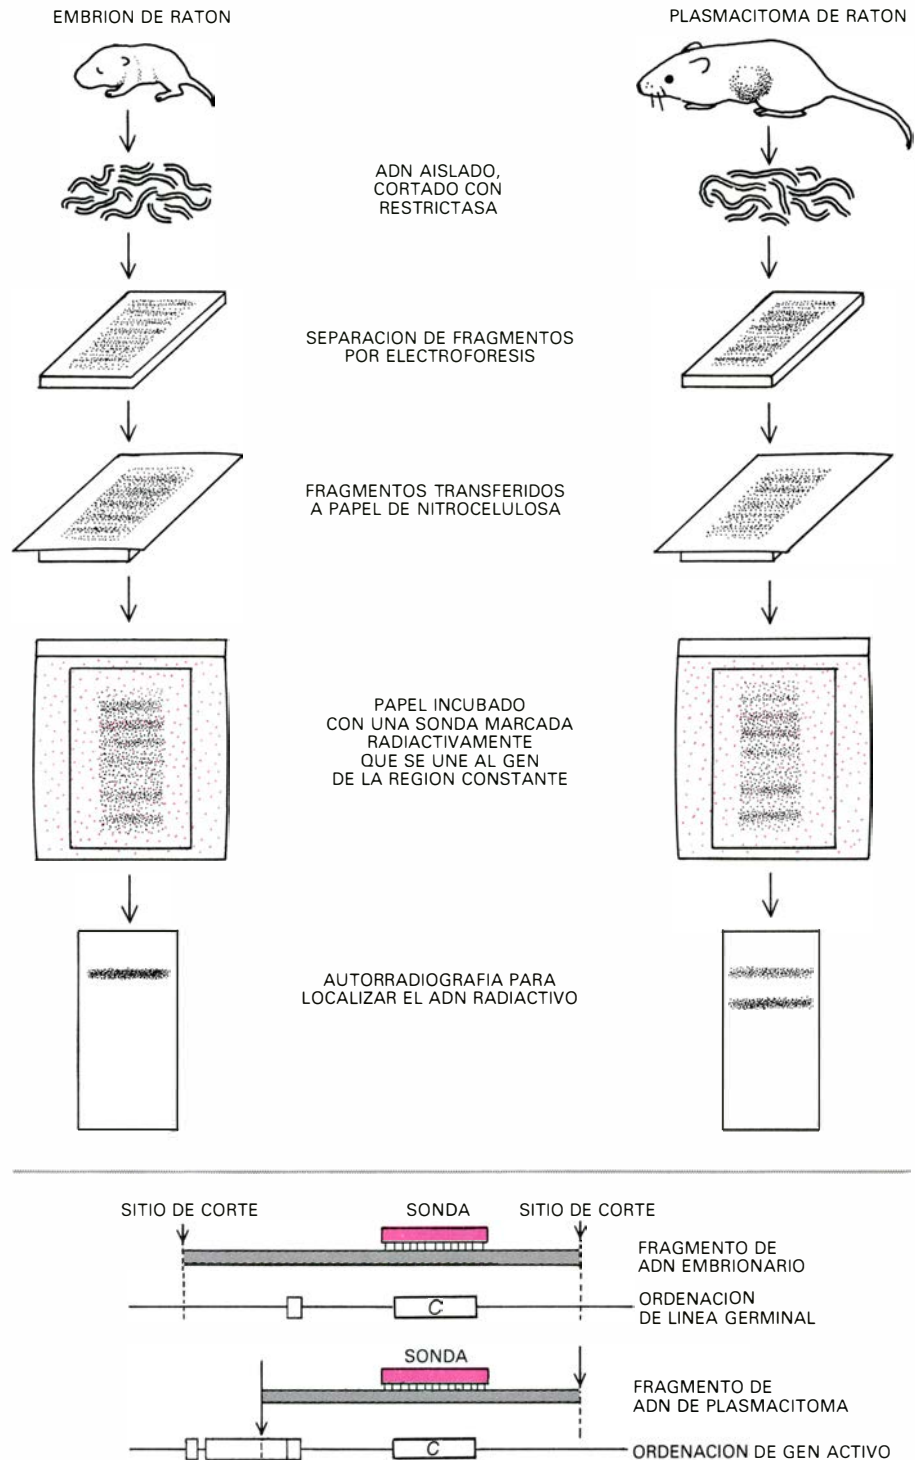 EMBRION DE RATON
PLASMACITOMA DE RATON
ADN AISLADO,
CORTADO CON
RESTRICTASA
SEPARACION DE FRAGMENTOS
POR ELECTROFORESIS
FRAGMENTOS TRANSFERIDOS
A PAPEL DE NITROCELULOSA
PAPEL INCUBADO
CON UNA SONDA MARCADA
RADIACTIVAMENTE
QUE SE UNE AL GEN
DE LA REGION CONSTANTE
AUTORRADIOGRAFIA PARA
LOCALIZAR EL ADN RADIACTIVO
SITIO DE CORTE
SONDA
SITIO DE CORTE
FRAGMENTO DE
ADN EMBRIONARIO
C
ORDENACION
DE LINEA GERMINAL
SONDA
FRAGMENTO DE
ADN DE PLASMACITOMA
C
ORDENACION DE GEN ACTIVO